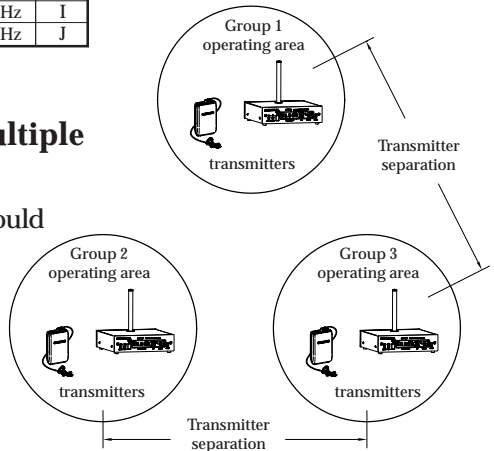 Hz I
Hz J
ultiple
ould
Group 1
operating area
transmitters
Transmitter
separation
Group 2
operating area
transmitters
Group 3
operating area
transmitters
Transmitter
separation